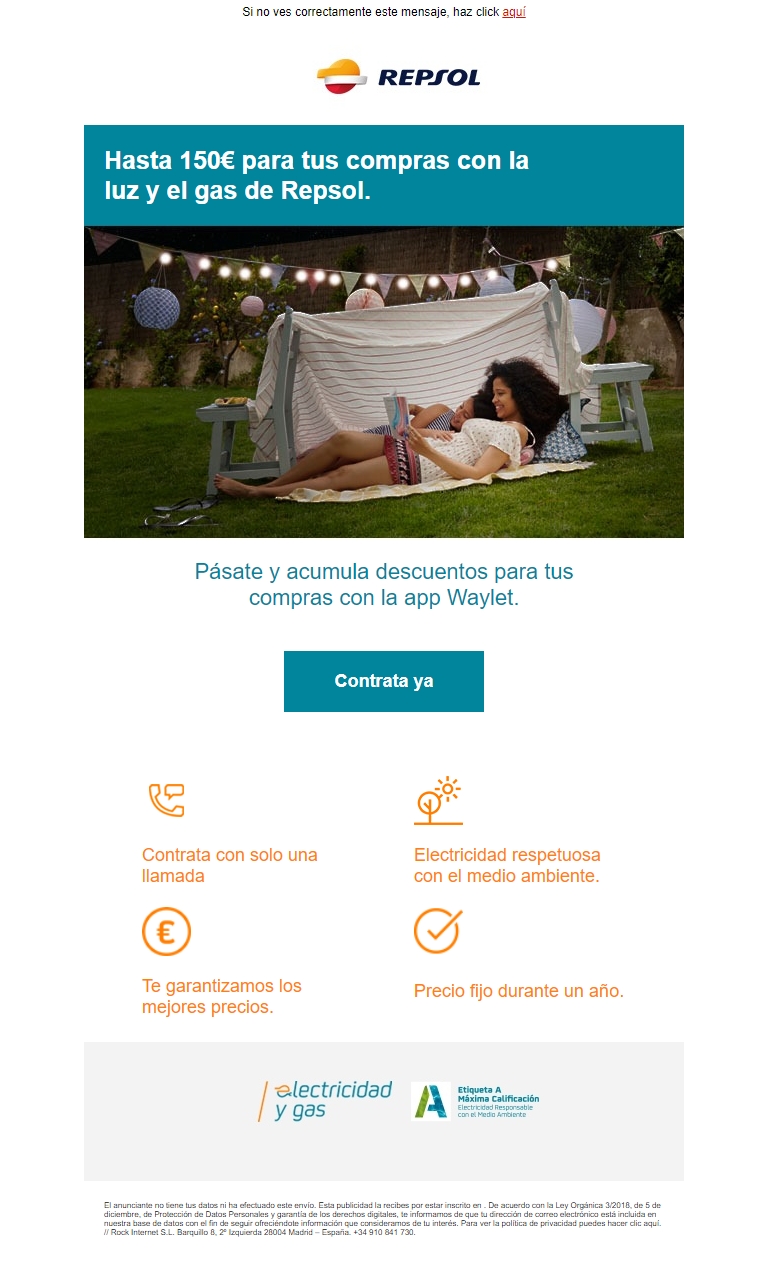 Si no ves correctamente este mensaje, haz click aquí
REPSOL
Hasta 150€ para tus compras con la
luz y el gas de Repsol.
Pásate y acumula descuentos para tus
compras con la app Waylet.
Contrata ya
Contrata con solo una
llamada
Electricidad respetuosa
con el medio ambiente.
€
Te garantizamos los
mejores precios.
Precio fijo durante un año.
electricidad
y gas
A
Etiqueta A
Máxima Calificación
Electricidad Responsable
con el Medio Ambiente
El anunciante no tiene tus datos ni ha efectuado este envío. Esta publicidad la recibes por estar inscrito en . De acuerdo con la Ley Orgánica 3/2018, de 5 de
diciembre, de Protección de Datos Personales y garantía de los derechos digitales, te informamos de que tu dirección de correo electrónico está incluida en
nuestra base de datos con el fin de seguir ofreciéndote información que consideramos de tu interés. Para ver la política de privacidad puedes hacer clic aquí.
// Rock Internet S.L. Barquillo 8, 2º Izquierda 28004 Madrid – España. +34 910 841 730.